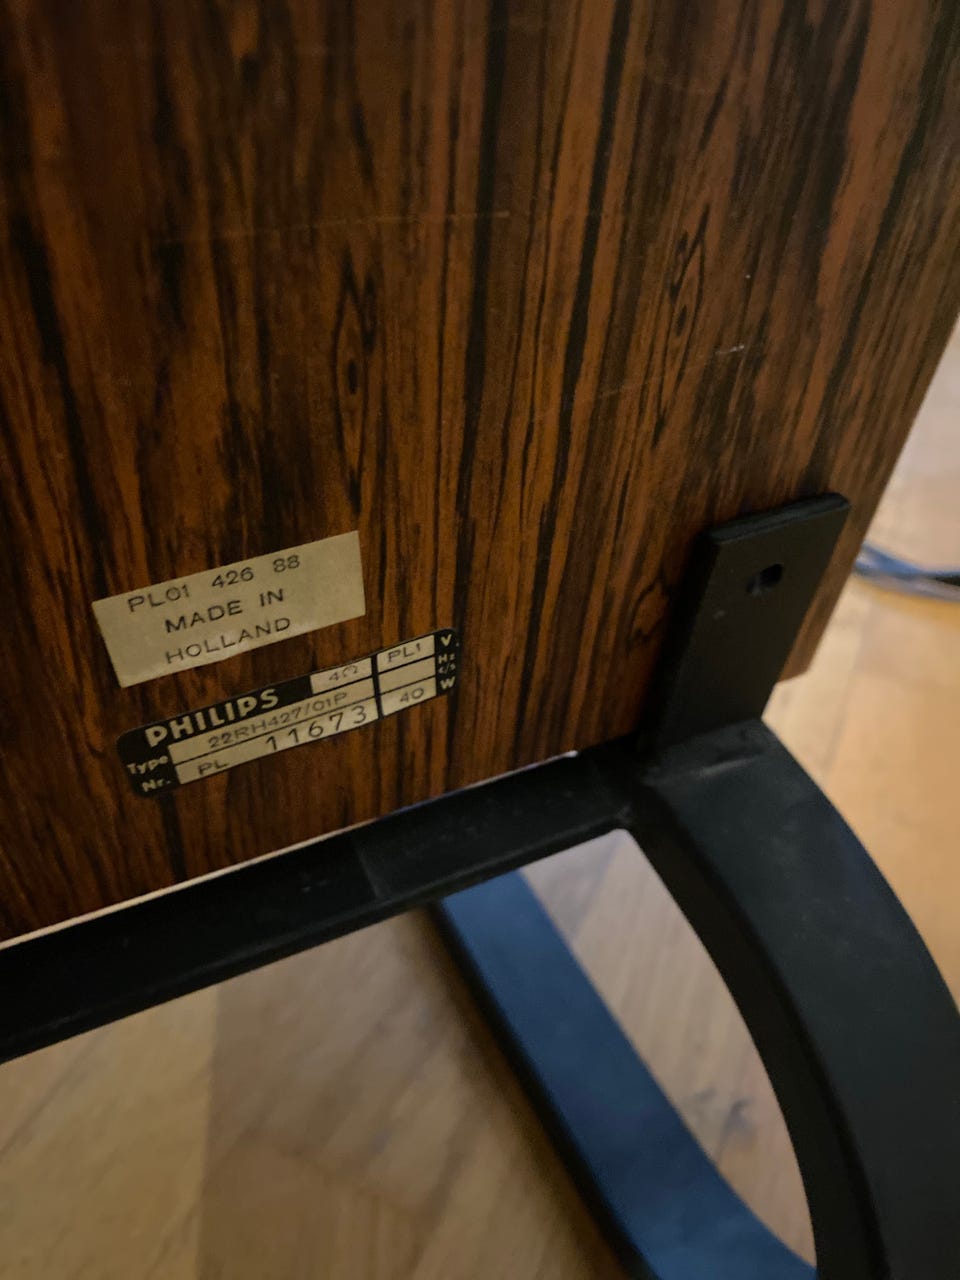 PL01 426 88
MADE IN
HOLLAND
PHILIPS 4Ω PL1 V
Type 22RH427/01P Hz c/s
Nr. PL 11673 40 W